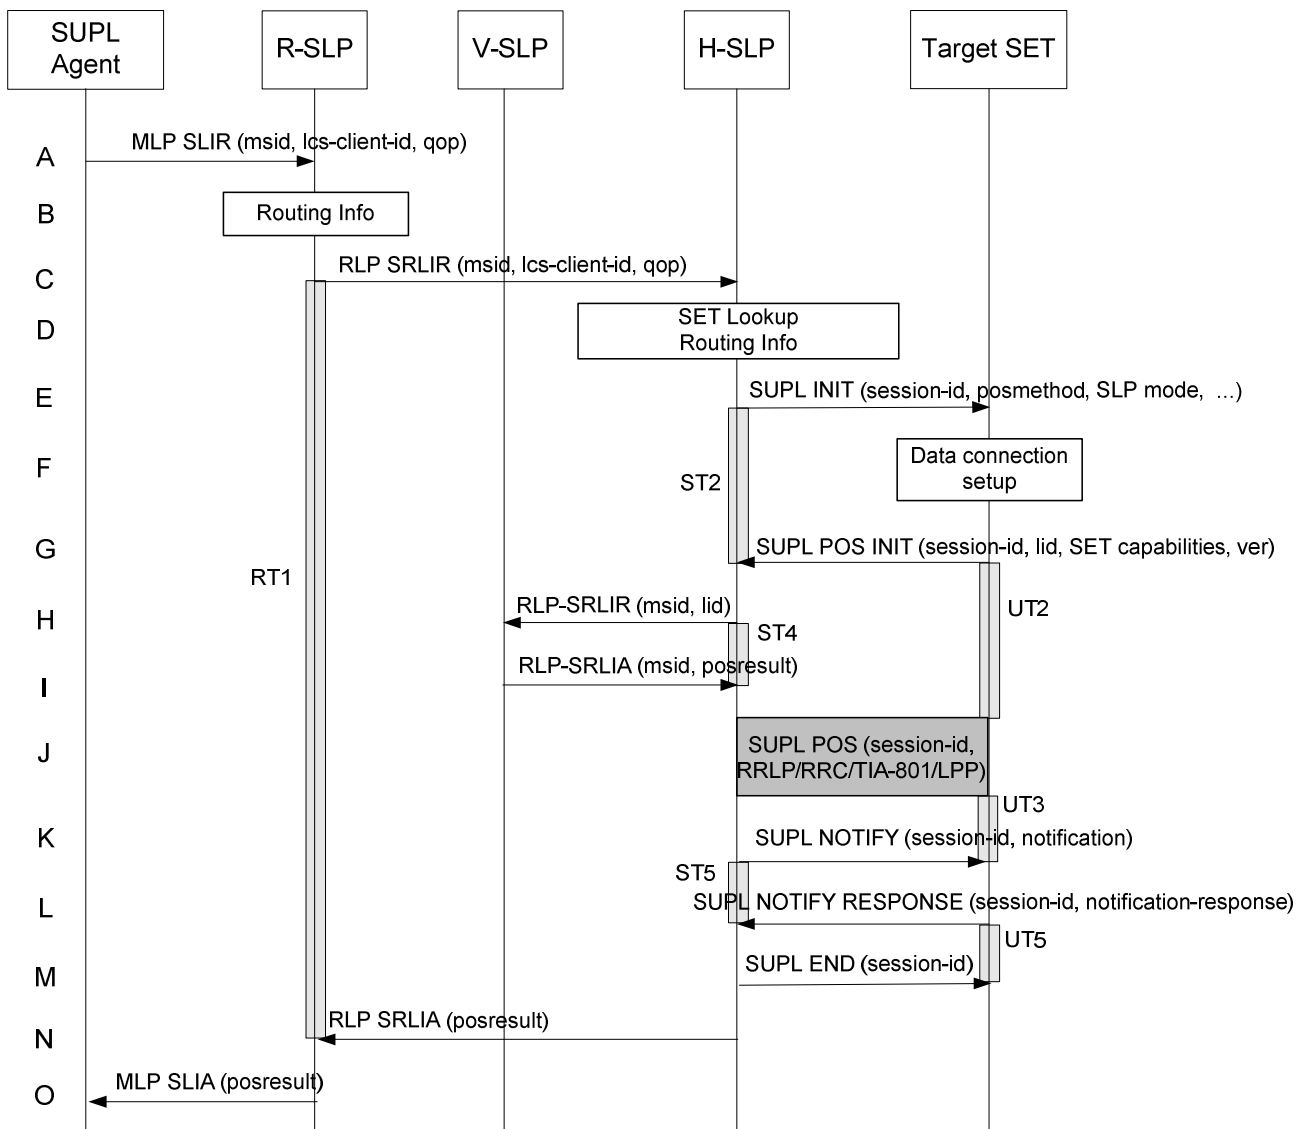 SUPL
Agent
R-SLP
V-SLP
H-SLP
Target SET
A
MLP SLIR (msid, lcs-client-id, qop)
B
Routing Info
C
RLP SRLIR (msid, lcs-client-id, qop)
D
SET Lookup
Routing Info
E
SUPL INIT (session-id, posmethod, SLP mode, ...)
F
Data connection
setup
ST2
G
SUPL POS INIT (session-id, lid, SET capabilities, ver)
RT1
H
RLP-SRLIR (msid, lid)
UT2
ST4
I
RLP-SRLIA (msid, posresult)
J
SUPL POS (session-id,
RRLP/RRC/TIA-801/LPP)
UT3
K
SUPL NOTIFY (session-id, notification)
ST5
L
SUPL NOTIFY RESPONSE (session-id, notification-response)
UT5
M
SUPL END (session-id)
N
RLP SRLIA (posresult)
O
MLP SLIA (posresult)